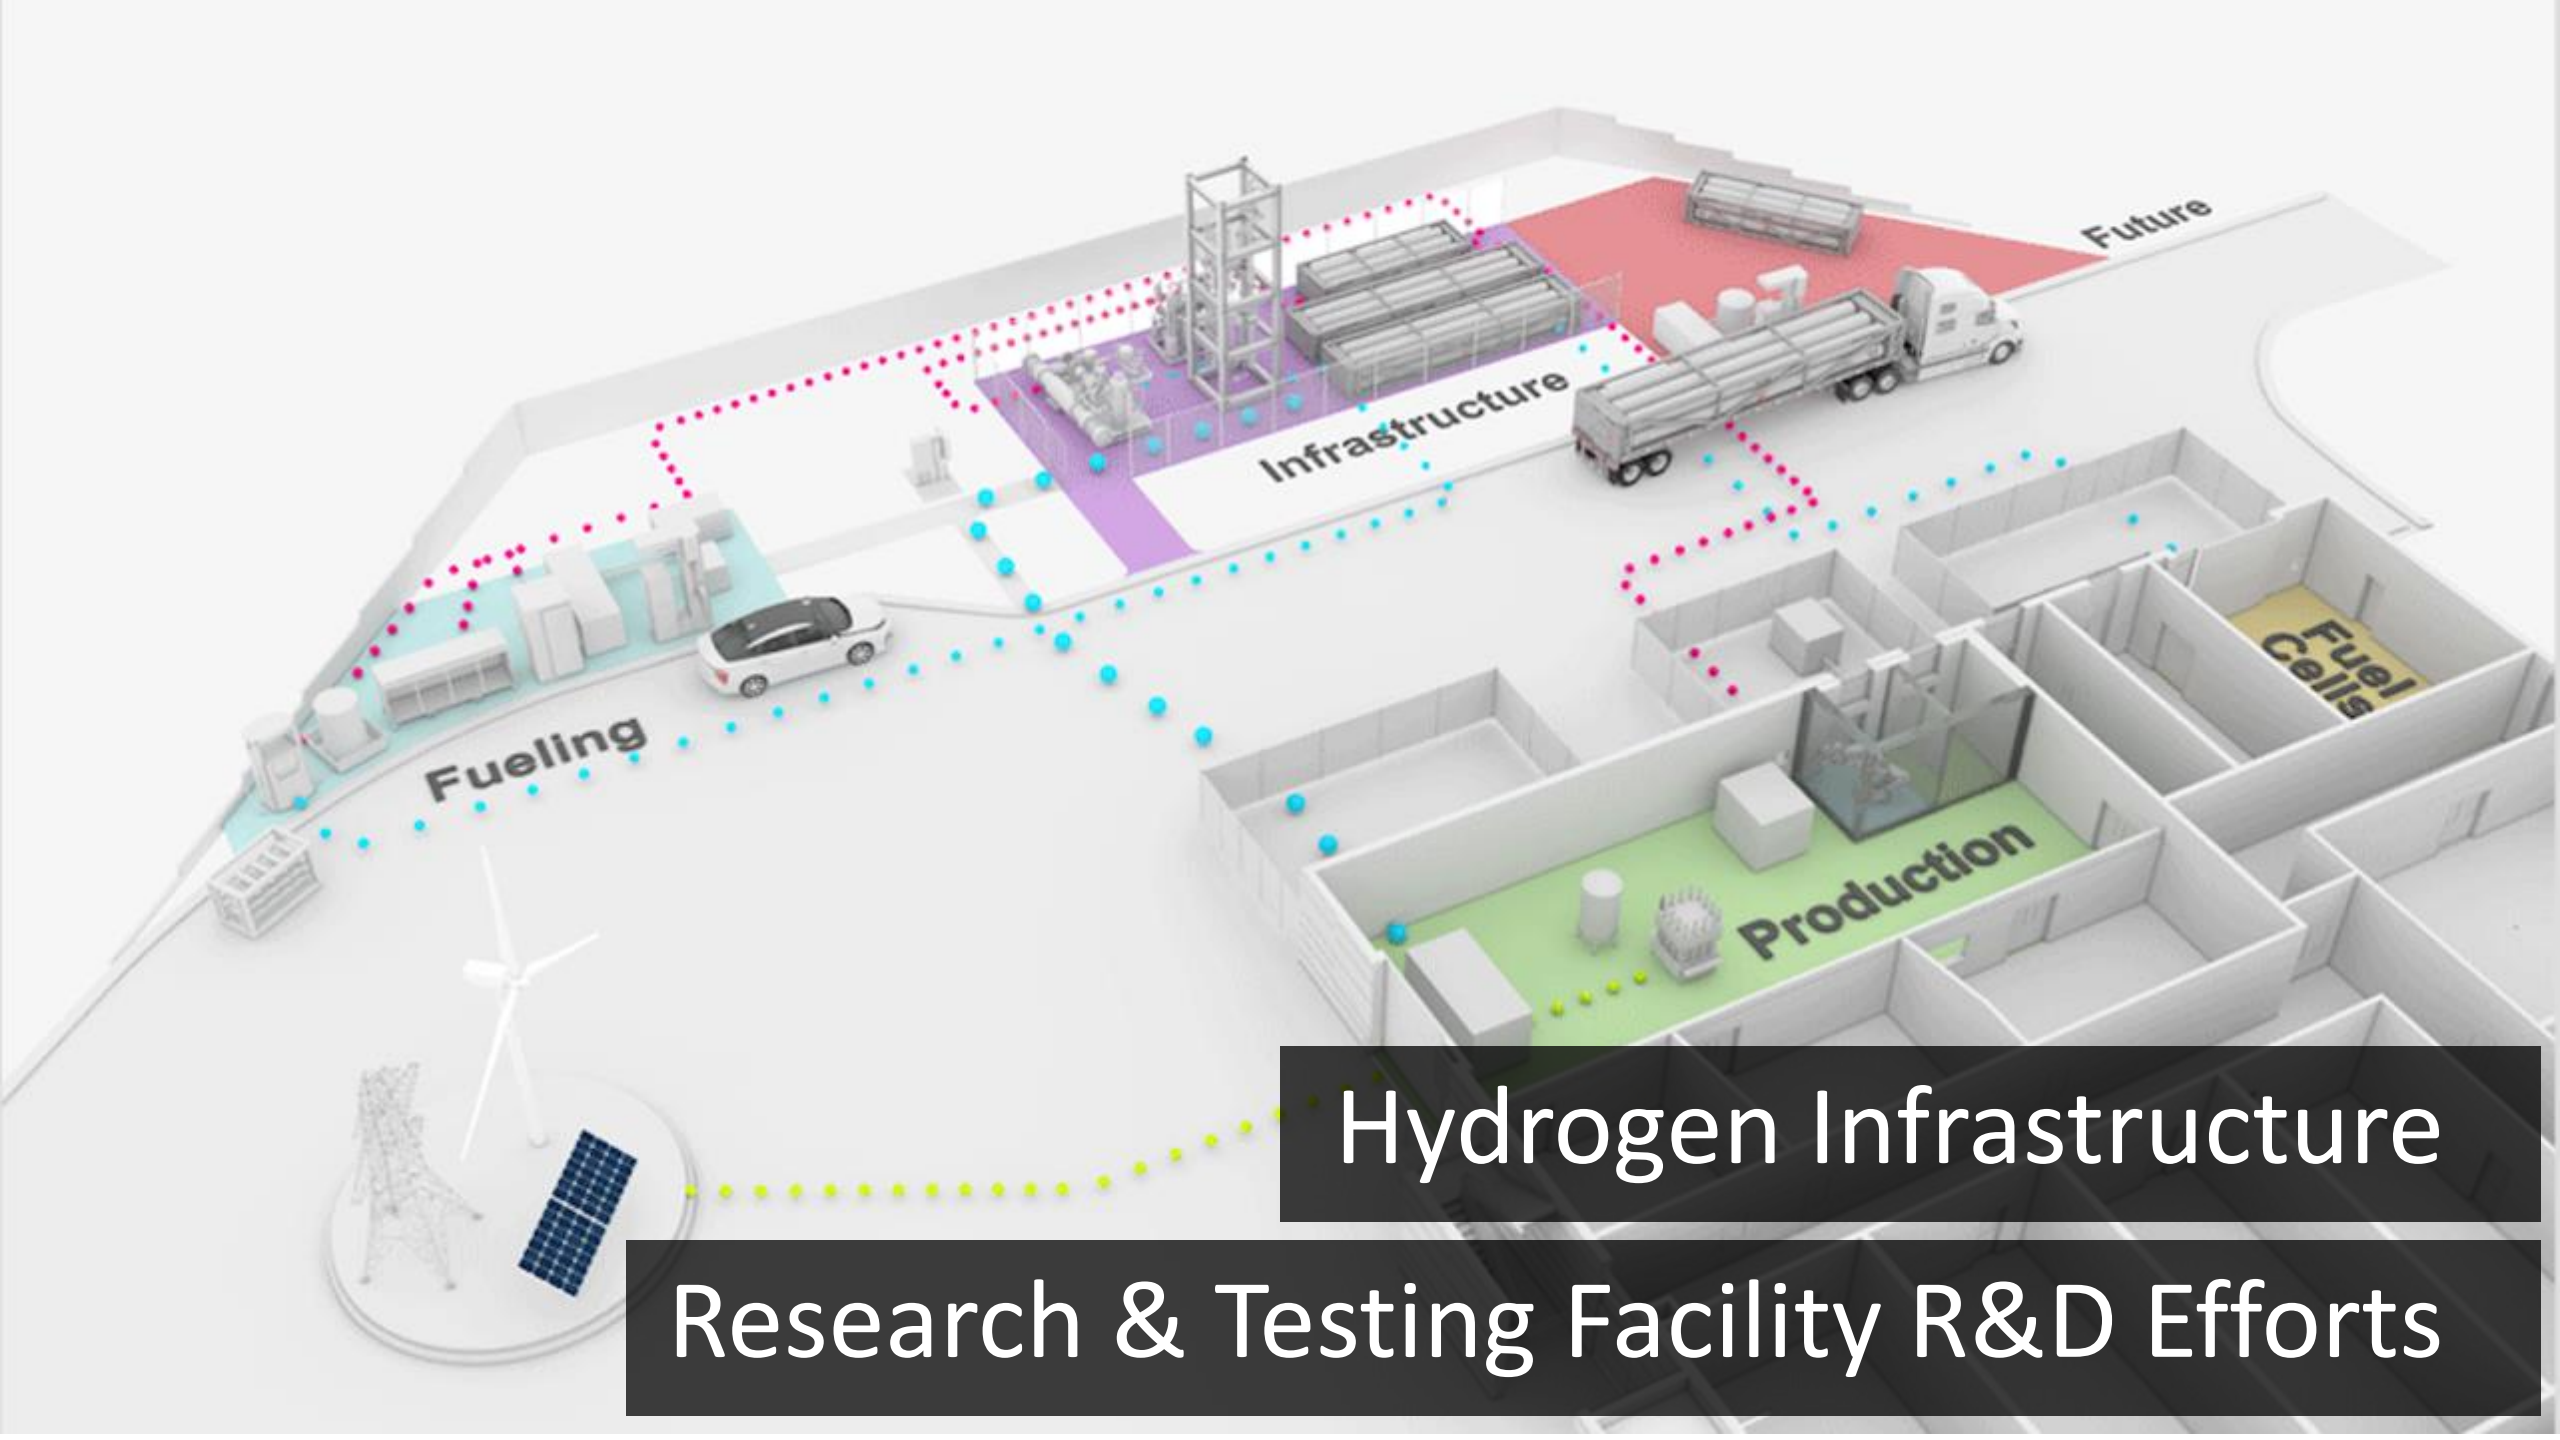 Future
Infrastructure
Fueling
Fuel
Cells
Production
Hydrogen Infrastructure
Research & Testing Facility R&D Efforts